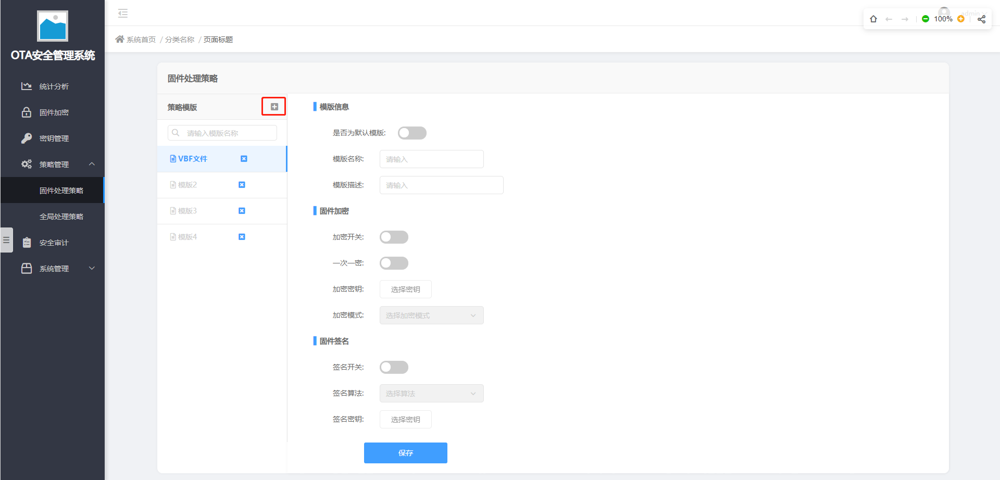 OTA安全管理系统
统计分析
固件加密
密钥管理
策略管理
固件处理策略
全局处理策略
安全审计
系统管理
admin
100%
系统首页 / 分类名称 / 页面标题
固件处理策略
策略模版
请输入模版名称
VBF文件
模版2
模版3
模版4
模版信息
是否为默认模版:
模版名称: 请输入
模版描述: 请输入
固件加密
加密开关:
一次一密:
加密密钥: 选择密钥
加密模式: 选择加密模式
固件签名
签名开关:
签名算法: 选择算法
签名密钥: 选择密钥
保存